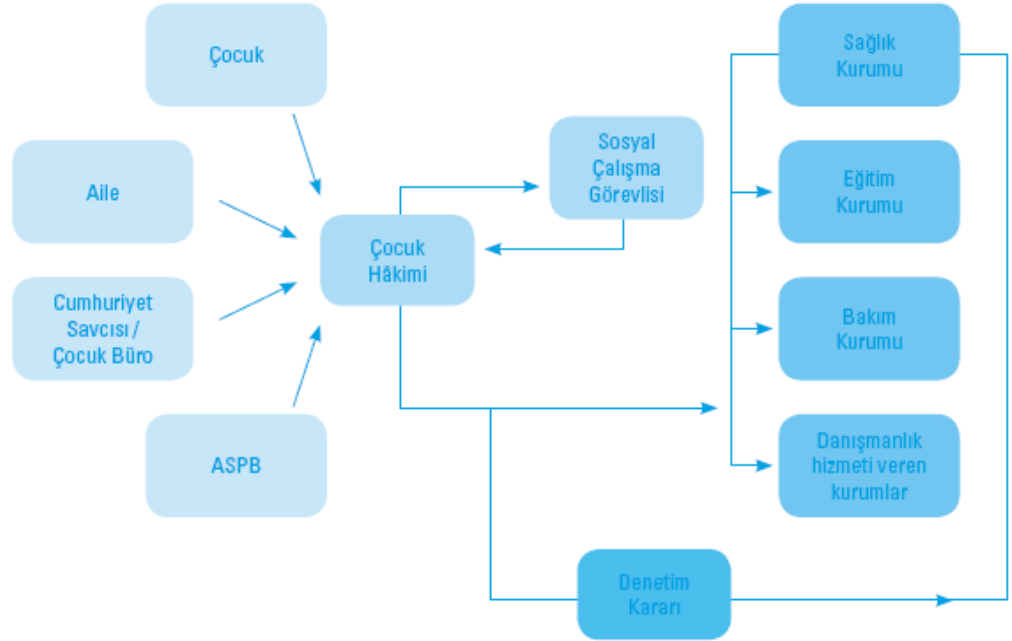 Çocuk
Aile
Cumhuriyet
Savcısı /
Çocuk Büro
ASPB
Çocuk
Hâkimi
Sosyal
Çalışma
Görevlisi
Sağlık
Kurumu
Eğitim
Kurumu
Bakım
Kurumu
Danışmanlık
hizmeti veren
kurumlar
Denetim
Kararı